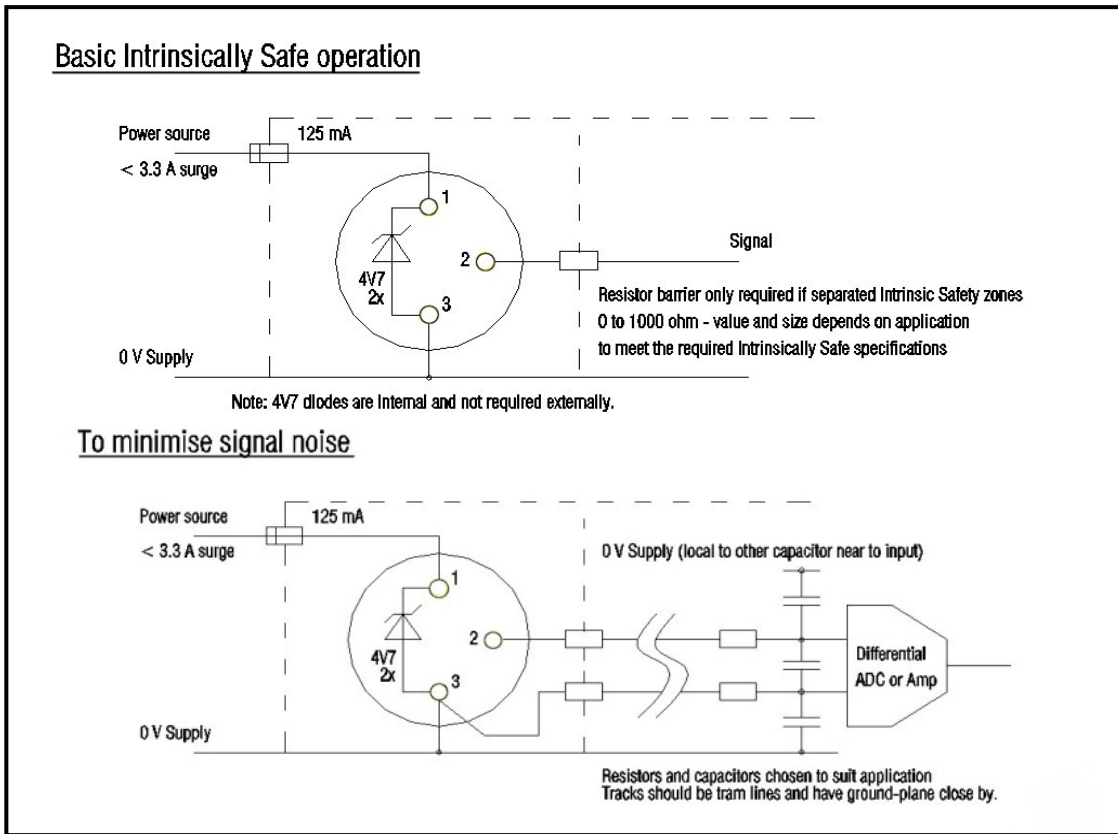 Basic Intrinsically Safe operation
Power source
125 mA
< 3.3 A surge
1
2
Signal
4V7
2x
3
Resistor barrier only required if separated Intrinsic Safety zones
0 to 1000 ohm - value and size depends on application
to meet the required Intrinsically Safe specifications
0 V Supply
Note: 4V7 diodes are internal and not required externally.
To minimise signal noise
Power source
125 mA
< 3.3 A surge
0 V Supply (local to other capacitor near to input)
1
2
4V7
2x
3
Differential
ADC or Amp
0 V Supply
Resistors and capacitors chosen to suit application
Tracks should be tram lines and have ground-plane close by.